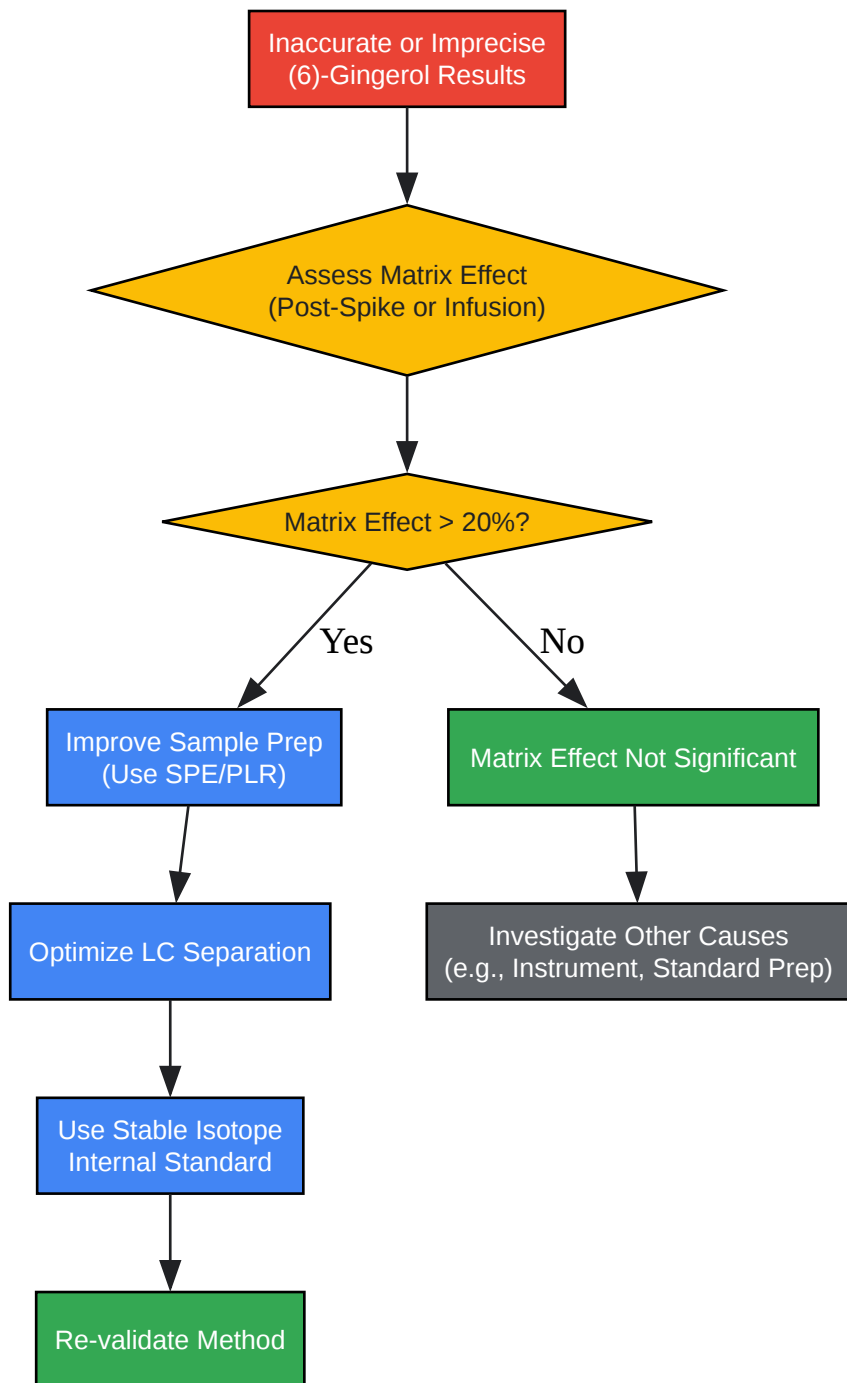 Inaccurate or Imprecise
(6)-Gingerol Results
Assess Matrix Effect
(Post-Spike or Infusion)
Matrix Effect > 20%?
Yes
No
Improve Sample Prep
(Use SPE/PLR)
Matrix Effect Not Significant
Optimize LC Separation
Investigate Other Causes
(e.g., Instrument, Standard Prep)
Use Stable Isotope
Internal Standard
Re-validate Method